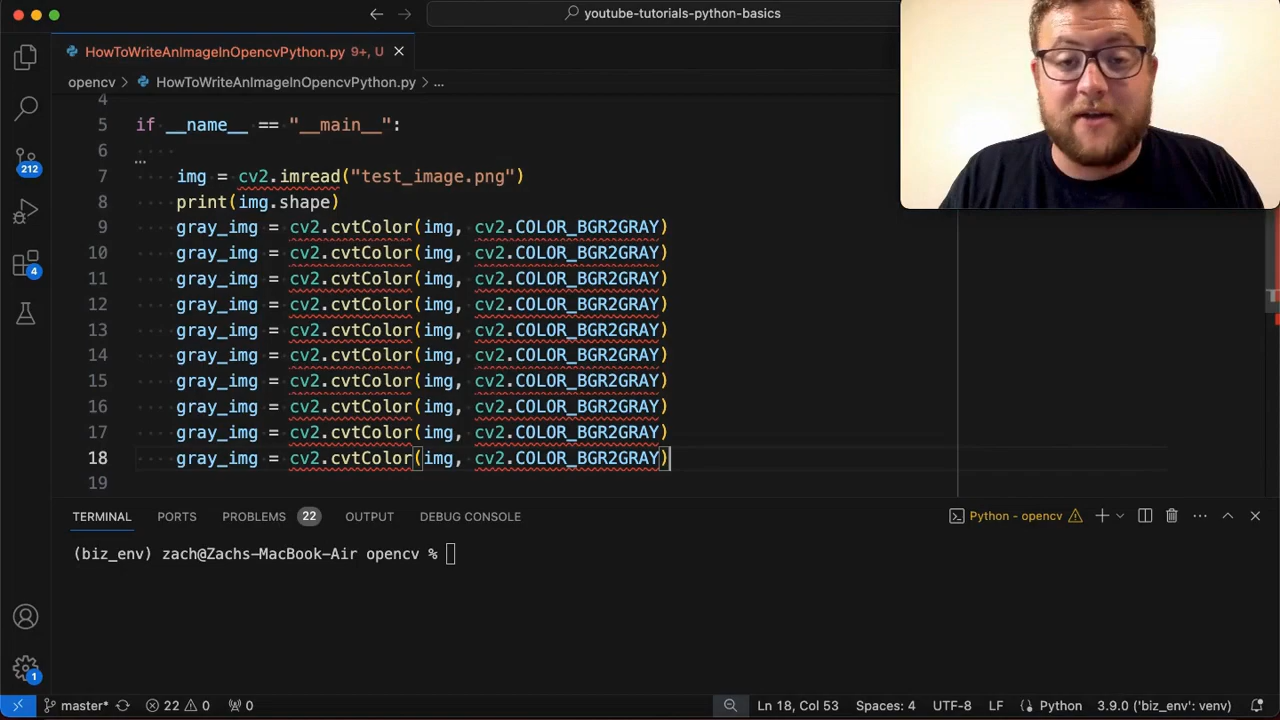 youtube-tutorials-python-basics
HowToWriteAnImageInOpencvPython.py 9+, U
opencv > HowToWriteAnImageInOpencvPython.py > ...
4
5 if __name__ == "__main__":
6
7 img = cv2.imread("test_image.png")
8 print(img.shape)
9 gray_img = cv2.cvtColor(img, cv2.COLOR_BGR2GRAY)
10 gray_img = cv2.cvtColor(img, cv2.COLOR_BGR2GRAY)
11 gray_img = cv2.cvtColor(img, cv2.COLOR_BGR2GRAY)
12 gray_img = cv2.cvtColor(img, cv2.COLOR_BGR2GRAY)
13 gray_img = cv2.cvtColor(img, cv2.COLOR_BGR2GRAY)
14 gray_img = cv2.cvtColor(img, cv2.COLOR_BGR2GRAY)
15 gray_img = cv2.cvtColor(img, cv2.COLOR_BGR2GRAY)
16 gray_img = cv2.cvtColor(img, cv2.COLOR_BGR2GRAY)
17 gray_img = cv2.cvtColor(img, cv2.COLOR_BGR2GRAY)
18 gray_img = cv2.cvtColor(img, cv2.COLOR_BGR2GRAY)
19
212
4
TERMINAL PORTS PROBLEMS 22 OUTPUT DEBUG CONSOLE Python - opencv
(biz_env) zach@Zachs-MacBook-Air opencv %
1
master* 22 0 0 Ln 18, Col 53 Spaces: 4 UTF-8 LF Python 3.9.0 ('biz_env': venv)